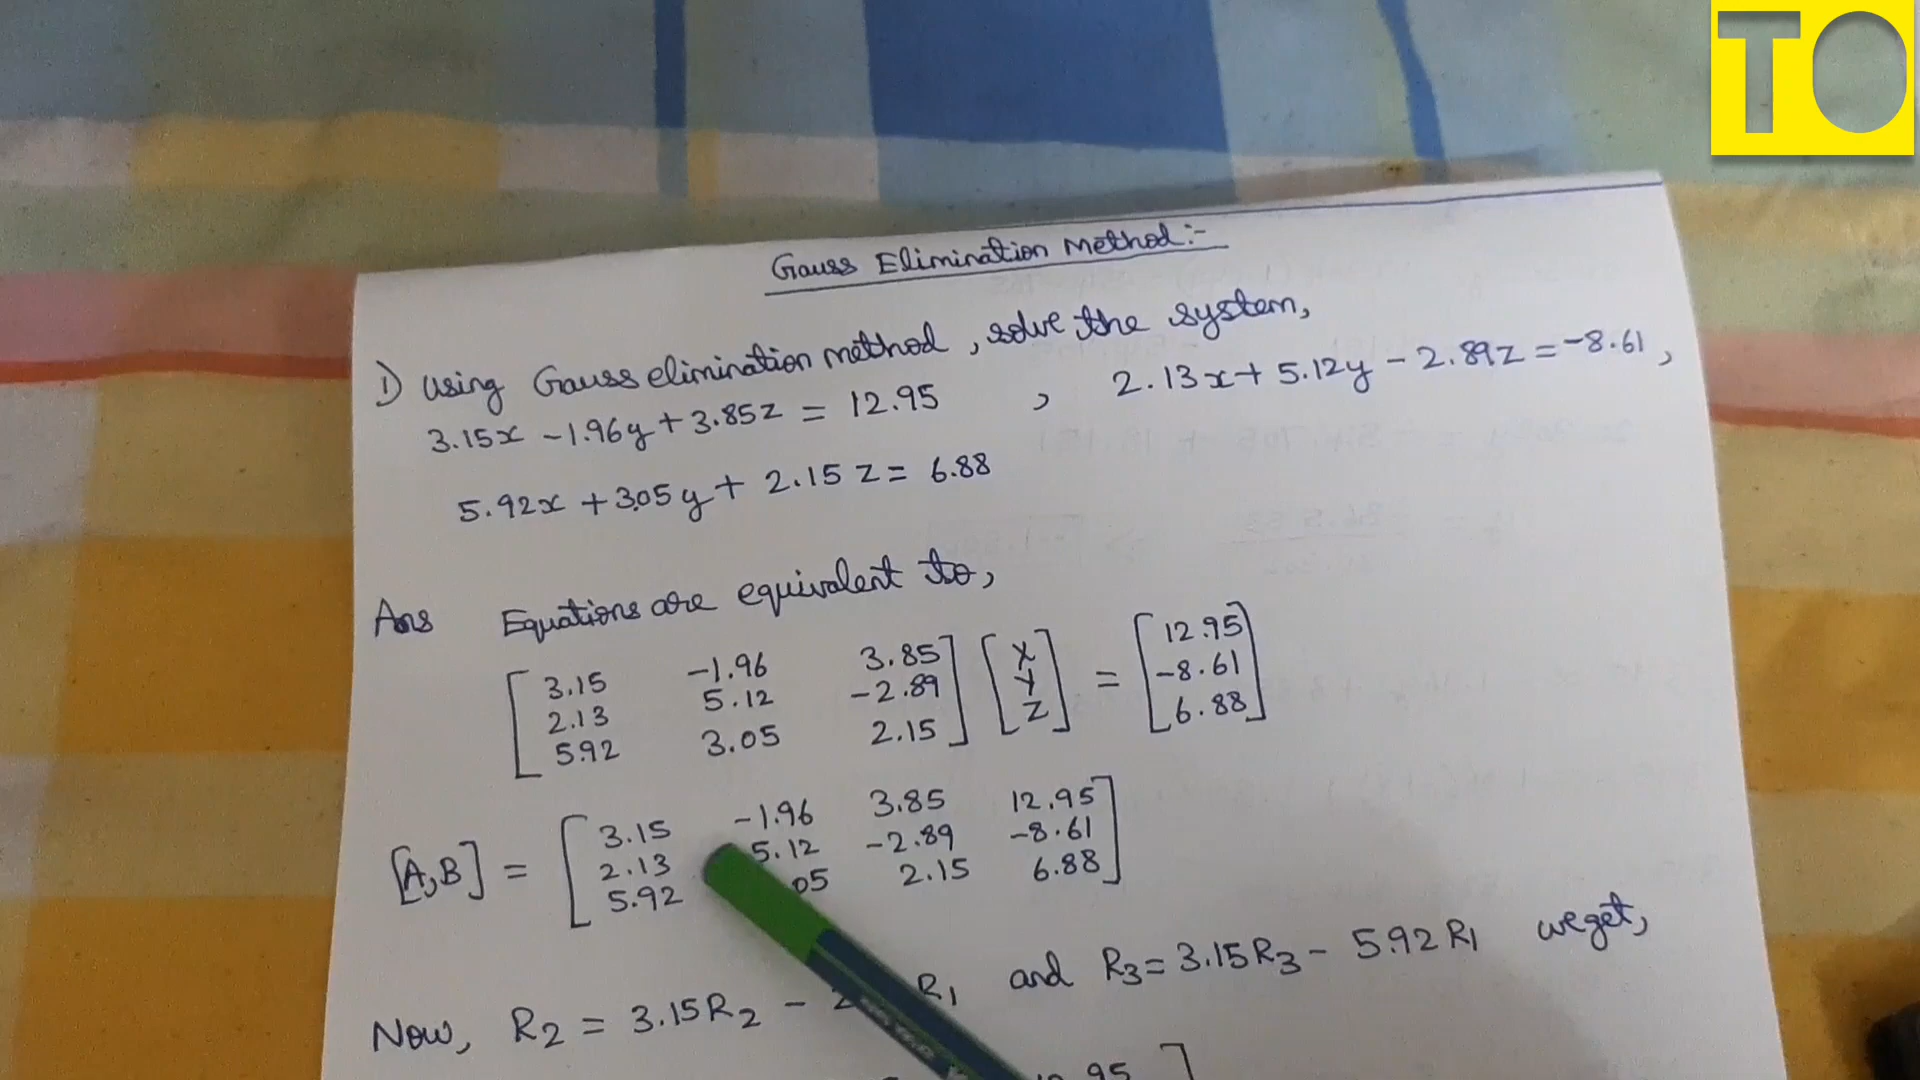 TO
Gauss Elimination Method:-
1) Using Gauss elimination method, solve the system,
3.15x - 1.96y + 3.85z = 12.95 , 2.13x + 5.12y - 2.89z = -8.61,
5.92x + 3.05y + 2.15z = 6.88
Ans Equations are equivalent to,
[ 3.15 -1.96 3.85 ] [ X ] = [ 12.95 ]
[ 2.13 5.12 -2.89 ] [ Y ] [ -8.61 ]
[ 5.92 3.05 2.15 ] [ Z ] [ 6.88 ]
[A,B] = [ 3.15 -1.96 3.85 12.95 ]
[ 2.13 5.12 -2.89 -8.61 ]
[ 5.92 .05 2.15 6.88 ]
Now, R2 = 3.15R2 - R1 and R3 = 3.15R3 - 5.92R1 we get,